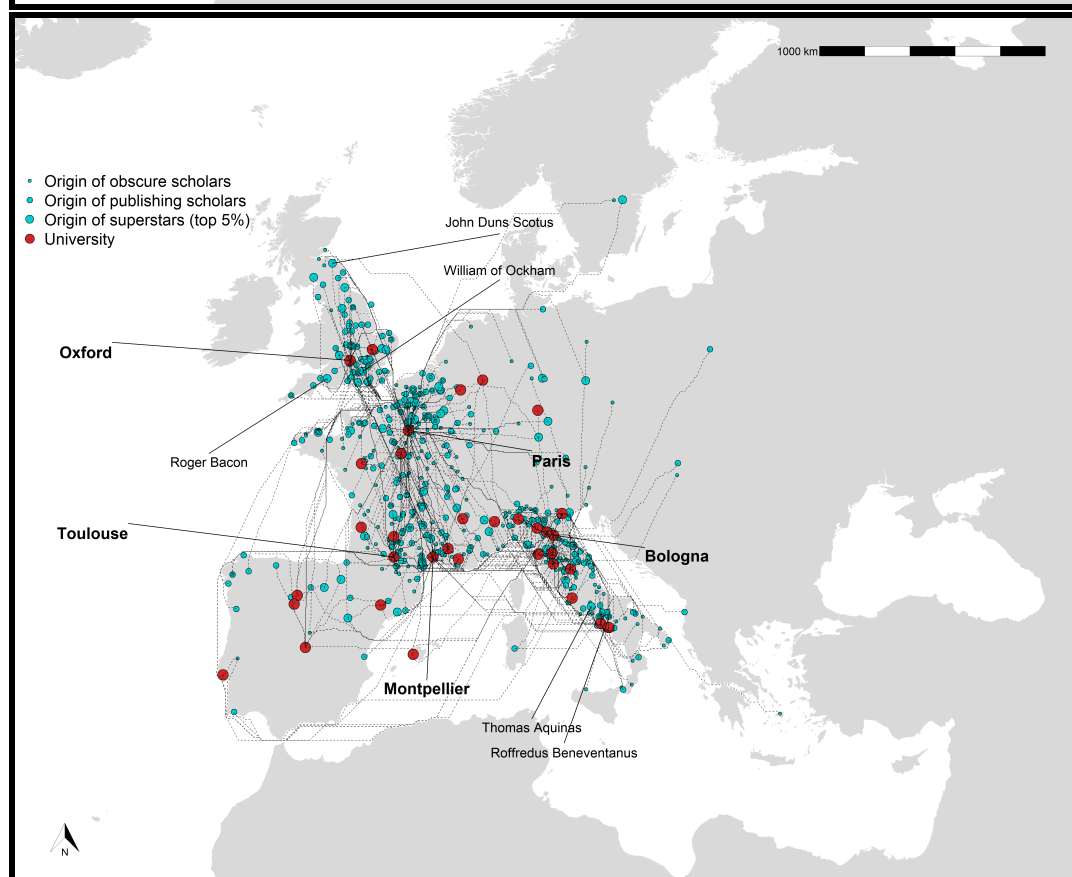 1000 km
Origin of obscure scholars
Origin of publishing scholars
Origin of superstars (top 5%)
University
John Duns Scotus
William of Ockham
Oxford
Roger Bacon
Paris
Toulouse
Bologna
Montpellier
Thomas Aquinas
Roffredus Beneventanus
N